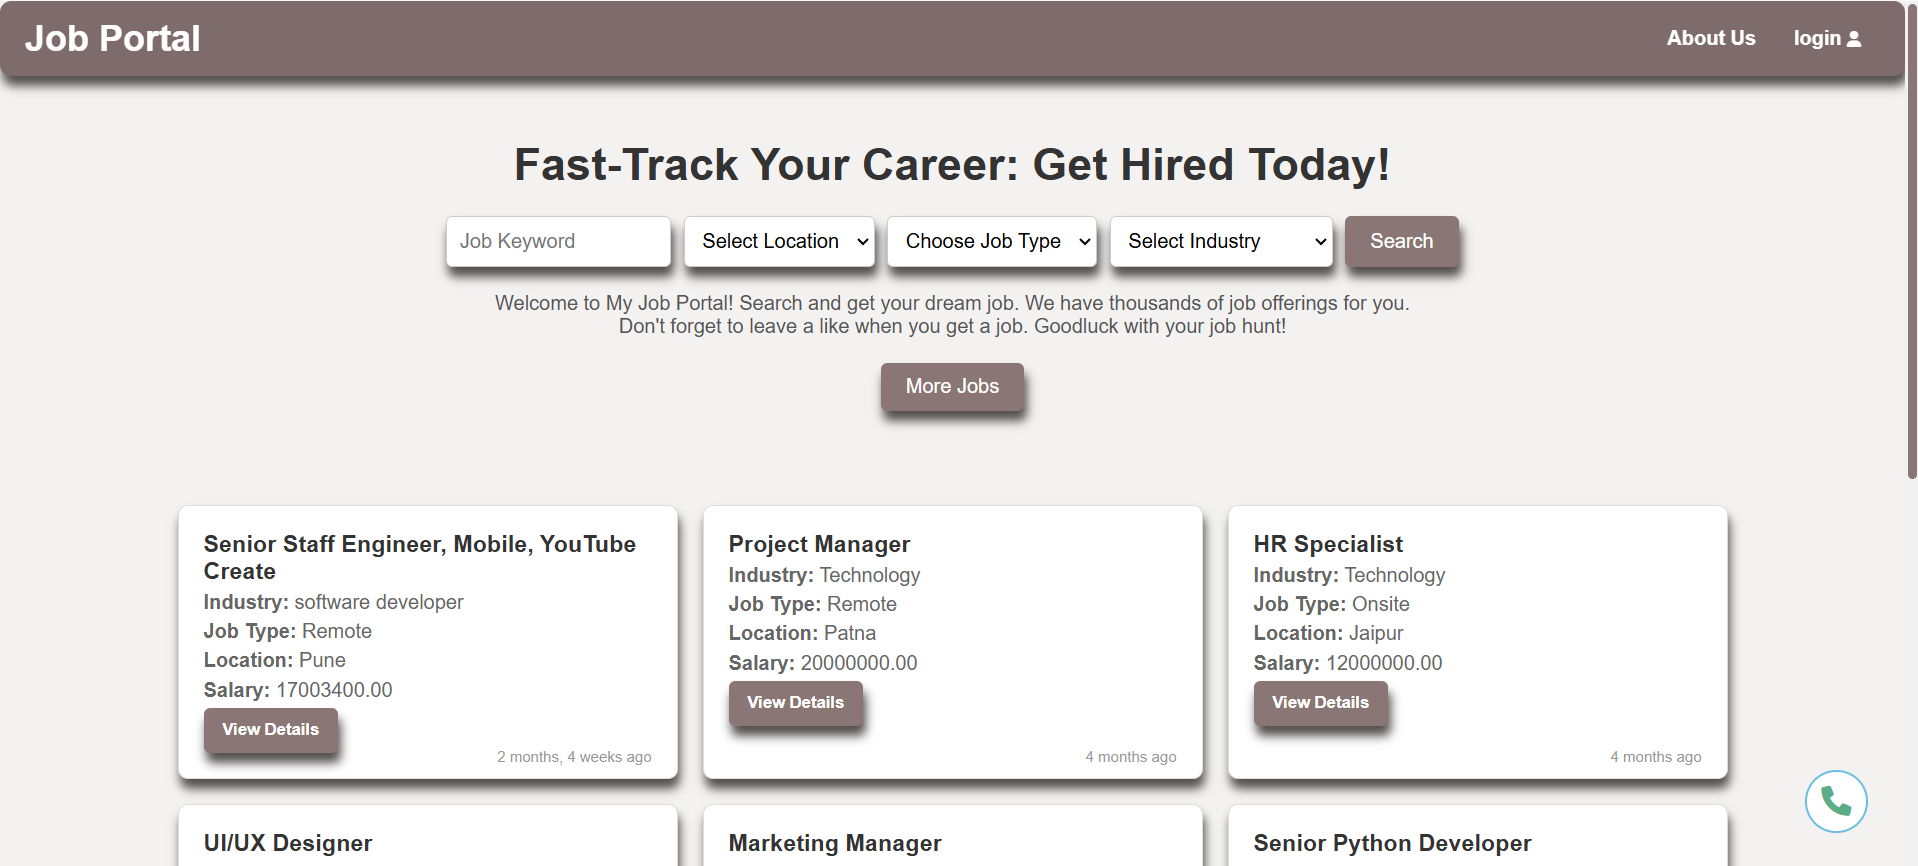 Job Portal
About Us
login
Fast-Track Your Career: Get Hired Today!
Job Keyword
Select Location
Choose Job Type
Select Industry
Search
Welcome to My Job Portal! Search and get your dream job. We have thousands of job offerings for you.
Don't forget to leave a like when you get a job. Goodluck with your job hunt!
More Jobs
Senior Staff Engineer, Mobile, YouTube
Create
Industry: software developer
Job Type: Remote
Location: Pune
Salary: 17003400.00
View Details
2 months, 4 weeks ago
Project Manager
Industry: Technology
Job Type: Remote
Location: Patna
Salary: 20000000.00
View Details
4 months ago
HR Specialist
Industry: Technology
Job Type: Onsite
Location: Jaipur
Salary: 12000000.00
View Details
4 months ago
UI/UX Designer
Marketing Manager
Senior Python Developer